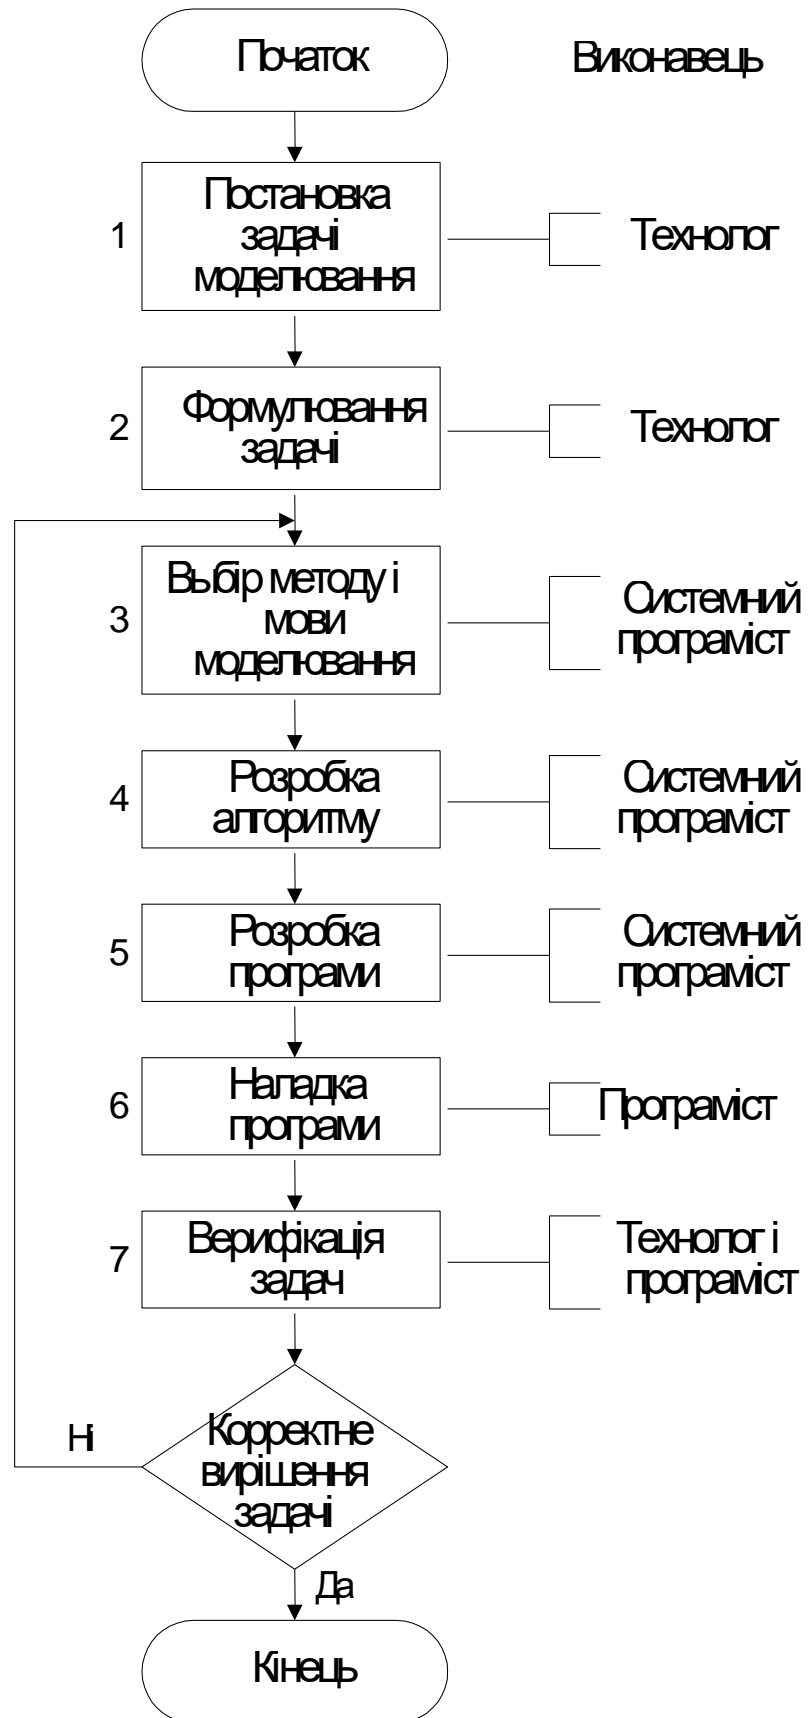 Початок
Виконавець
Постановка
задачі
моделювання
1
Технолог
Формулювання
задачі
2
Технолог
Выбір методу і
мови
моделювання
3
Системний
програміст
Розробка
алгоритму
4
Системний
програміст
Розробка
програми
5
Системний
програміст
Наладка
програми
6
Програміст
Верифікація
задач
7
Технолог і
програміст
Ні
Корректне
вирішення
задачі
Да
Кінець